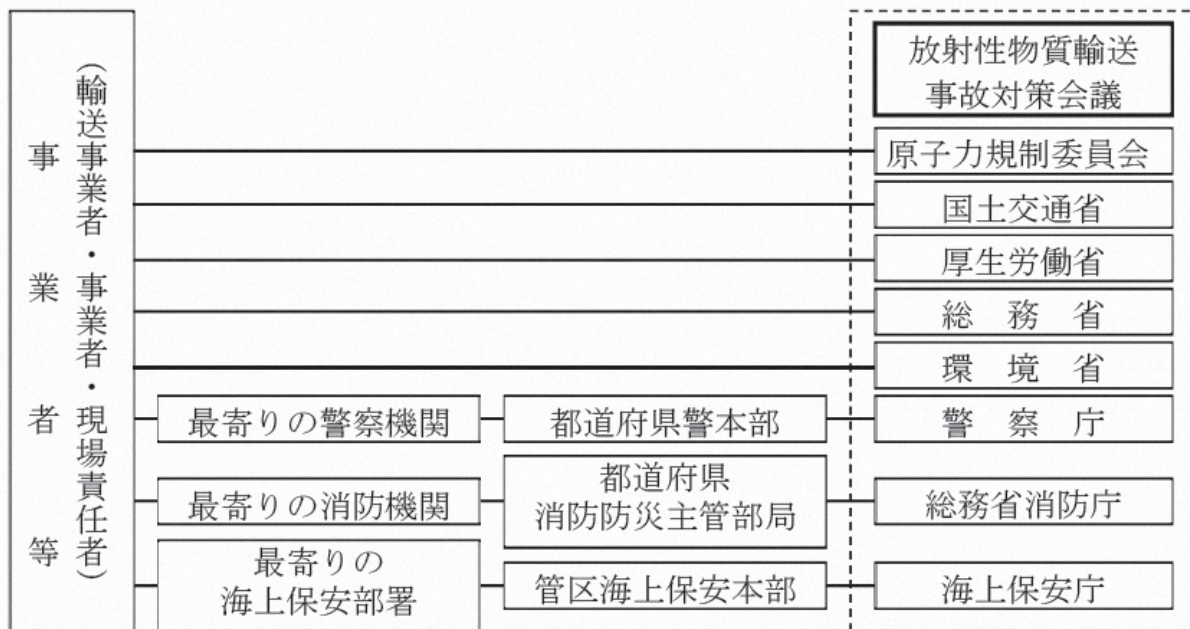 事業者等
(輸送事業者・事業者・現場責任者)
放射性物質輸送
事故対策会議
原子力規制委員会
国土交通省
厚生労働省
総務省
環境省
最寄りの警察機関
都道府県警本部
警察庁
最寄りの消防機関
都道府県
消防防災主管部局
総務省消防庁
最寄りの
海上保安部署
管区海上保安本部
海上保安庁